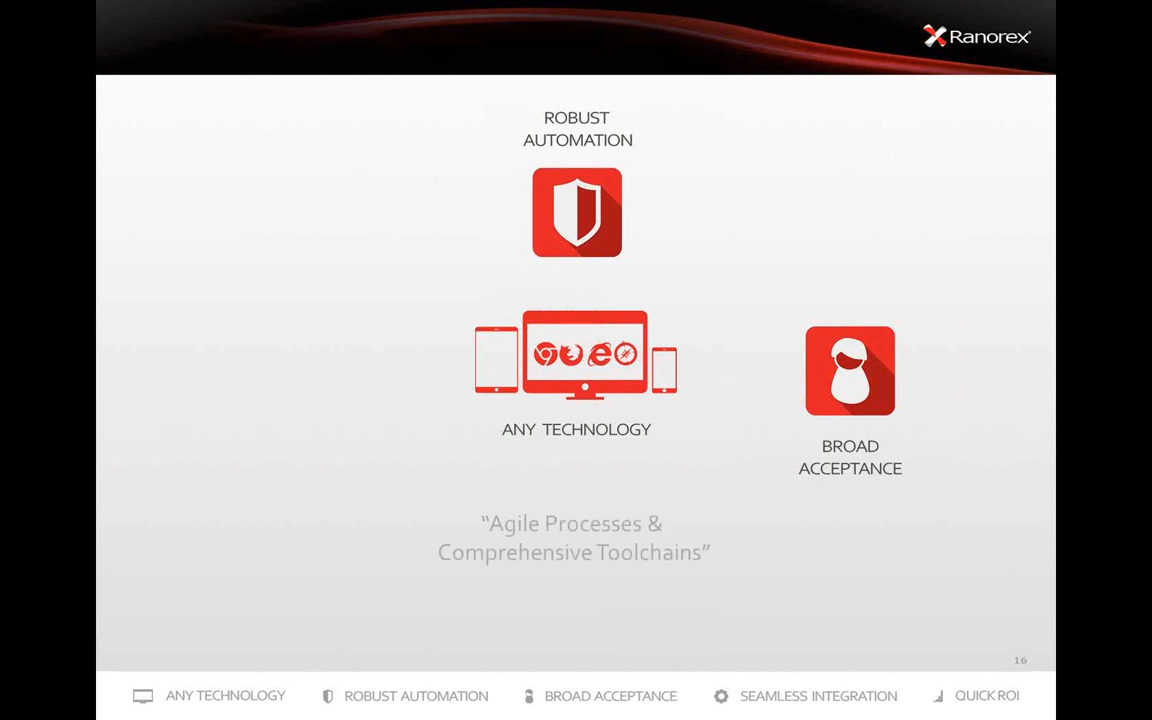 Ranorex
ROBUST
AUTOMATION
ANY TECHNOLOGY
BROAD
ACCEPTANCE
“Agile Processes &
Comprehensive Toolchains”
16
ANY TECHNOLOGY
ROBUST AUTOMATION
BROAD ACCEPTANCE
SEAMLESS INTEGRATION
QUICK ROI